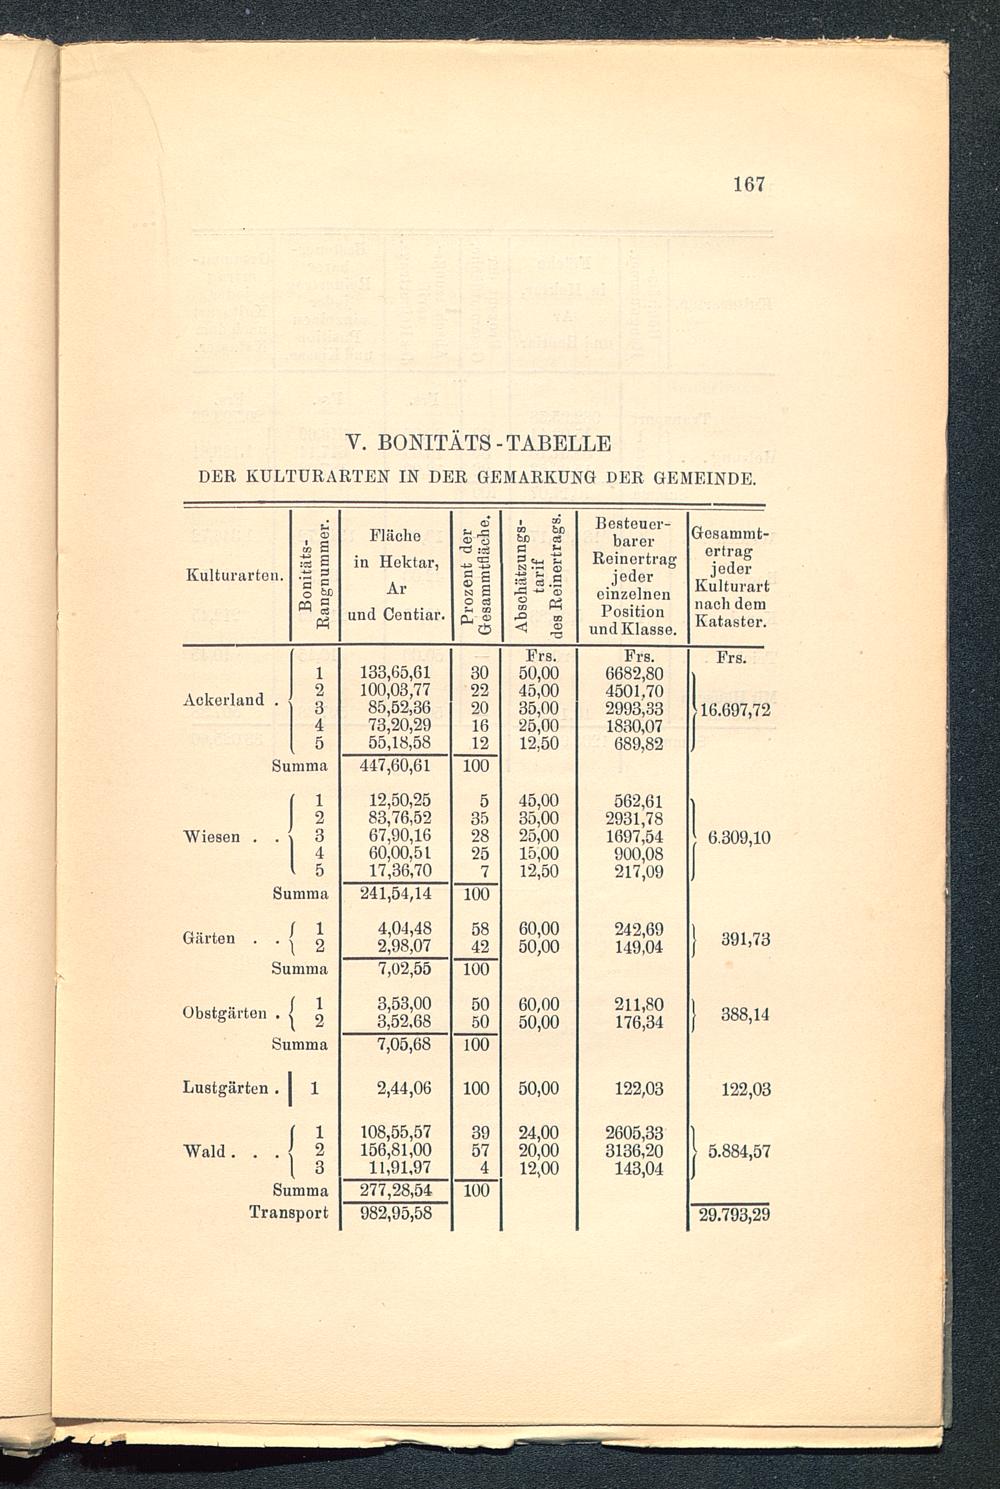 167
V. BONITÄTS-TABELLE
DER KULTURARTEN IN DER GEMARKUNG DER GEMEINDE.
Kulturarten. | Bonitäts-Rangnummer. | Fläche in Hektar, Ar und Centiar. | Prozent der Gesammtfläche. | Abschätzungs-tarif des Reinertrags. | Besteuer-barer Reinertrag jeder einzelnen Position und Klasse. | Gesammt-ertrag jeder Kulturart nach dem Kataster.
— Frs. Frs. Frs.
1 133,65,61 30 50,00 6682,80
2 100,03,77 22 45,00 4501,70
Ackerland . 3 85,52,36 20 35,00 2993,33 16.697,72
4 73,20,29 16 25,00 1830,07
5 55,18,58 12 12,50 689,82
Summa 447,60,61 100
1 12,50,25 5 45,00 562,61
2 83,76,52 35 35,00 2931,78
Wiesen . . 3 67,90,16 28 25,00 1697,54 6.309,10
4 60,00,51 25 15,00 900,08
5 17,36,70 7 12,50 217,09
Summa 241,54,14 100
Gärten . . 1 4,04,48 58 60,00 242,69 391,73
2 2,98,07 42 50,00 149,04
Summa 7,02,55 100
Obstgärten . 1 3,53,00 50 60,00 211,80 388,14
2 3,52.68 50 50,00 176,34
Summa 7,05,68 100
Lustgärten . 1 2,44,06 100 50,00 122,03 122,03
1 108,55,57 39 24,00 2605,33
Wald . . . 2 156,81,00 57 20,00 3136,20 5.884,57
3 11,91,97 4 12,00 143,04
Summa 277,28,54 100
Transport 982,95,58 29.793,29